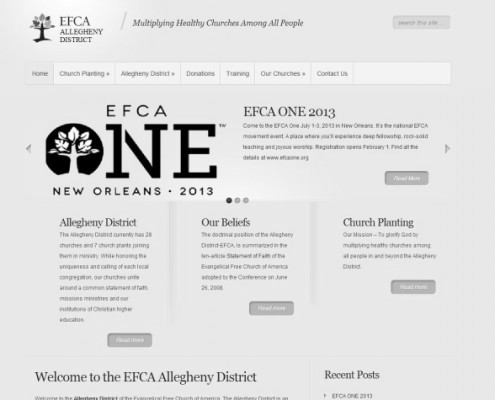 EFCA
ALLEGHENY
DISTRICT
Multiplying Healthy Churches Among All People
search this site...
Home
Church Planting »
Allegheny District »
Donations
Training
Our Churches »
Contact Us
EFCA
ONE™
NEW ORLEANS • 2013
EFCA ONE 2013
Come to the EFCA One July 1-3, 2013 in New Orleans. It's the national EFCA
movement event. A place where you'll experience deep fellowship, rock-solid
teaching and joyous worship. Registration opens February 1. Find all the
details at www.efcaone.org
Read More
Allegheny District
The Allegheny District currently has 28
churches and 7 church plants joining
them in ministry. While honoring the
uniqueness and calling of each local
congregation, our churches unite
around a common statement of faith,
missions ministries and our
institutions of Christian higher
education.
Read more
Our Beliefs
The doctrinal position of the Allegheny
District-EFCA, is summarized in the
ten-article Statement of Faith of the
Evangelical Free Church of America
adopted by the Conference on June
26, 2008.
Read more
Church Planting
Our Mission – To glorify God by
multiplying healthy churches among
all people in and beyond the Allegheny
District.
Read more
Welcome to the EFCA Allegheny District
Welcome to the Allegheny District of the Evangelical Free Church of America. The Allegheny District is an
Recent Posts
EFCA ONE 2013